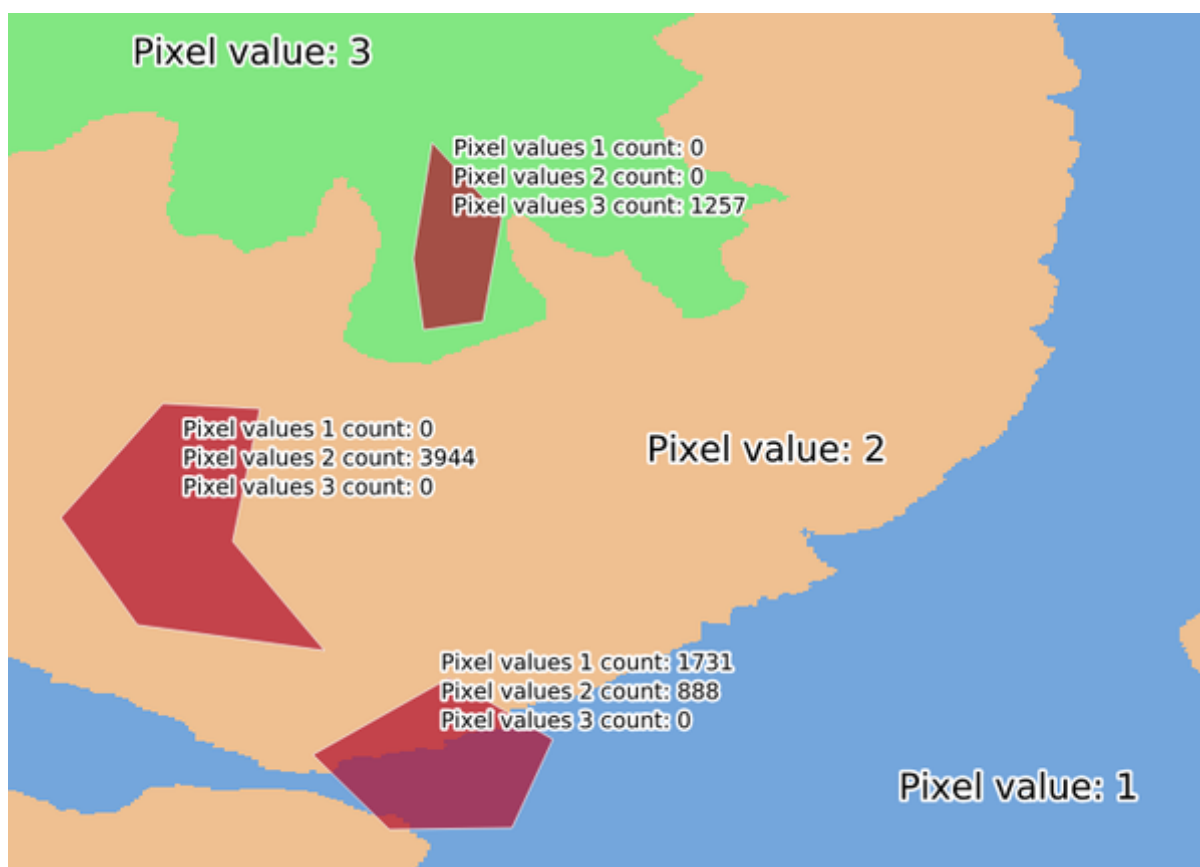 Pixel value: 3
Pixel values 1 count: 0
Pixel values 2 count: 0
Pixel values 3 count: 1257
Pixel values 1 count: 0
Pixel values 2 count: 3944
Pixel values 3 count: 0
Pixel value: 2
Pixel values 1 count: 1731
Pixel values 2 count: 888
Pixel values 3 count: 0
Pixel value: 1